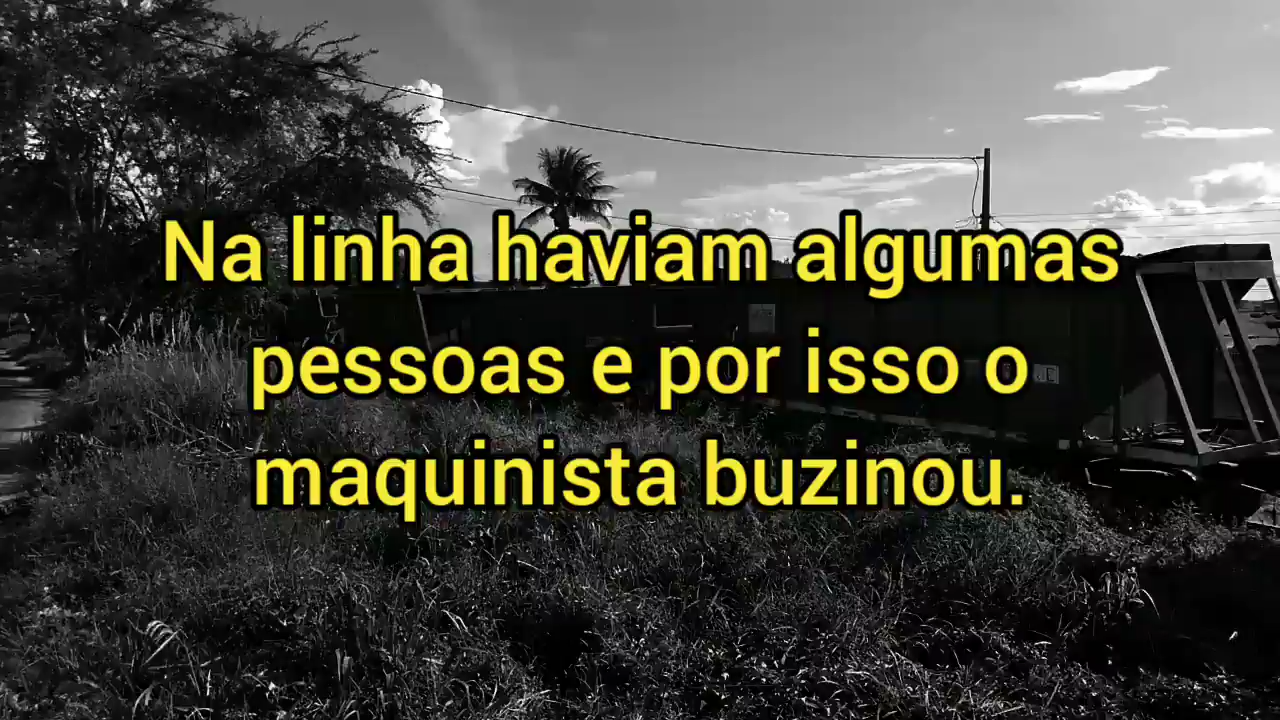 Na linha haviam algumas
pessoas e por isso o
maquinista buzinou.